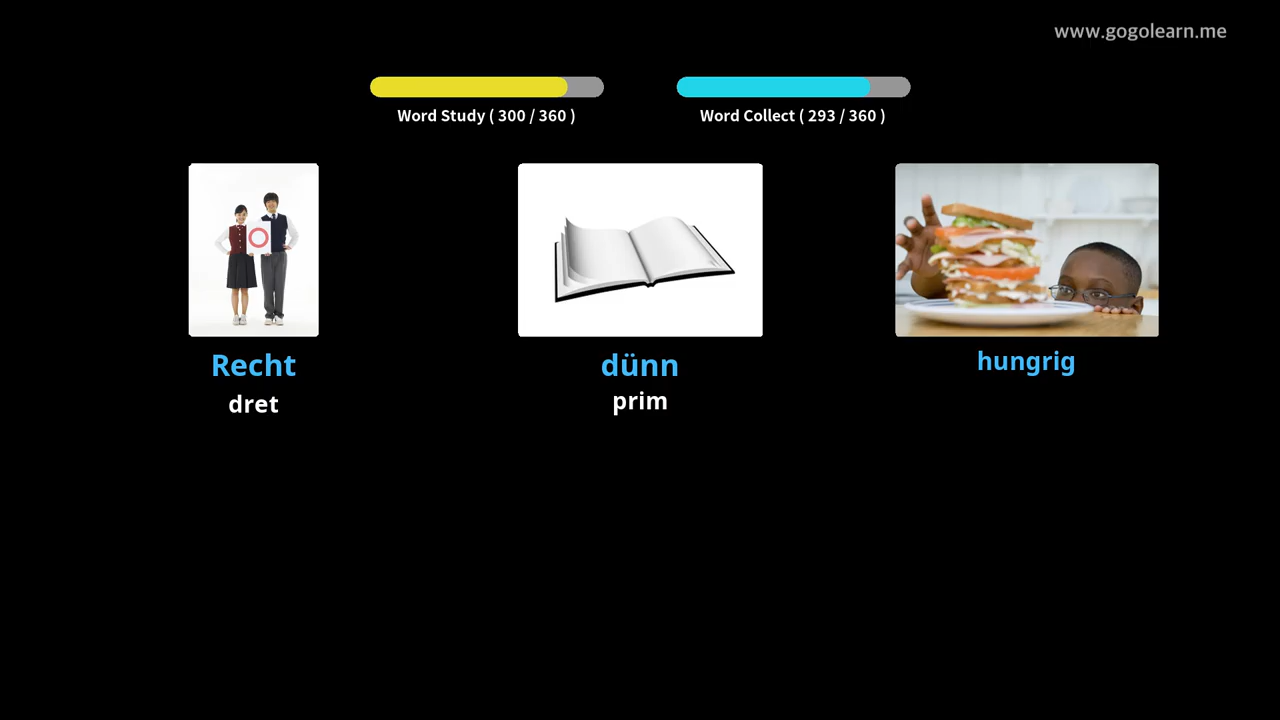 www.gogolearn.me
Word Study ( 300 / 360 )
Word Collect ( 293 / 360 )
Recht
dret
dünn
prim
hungrig